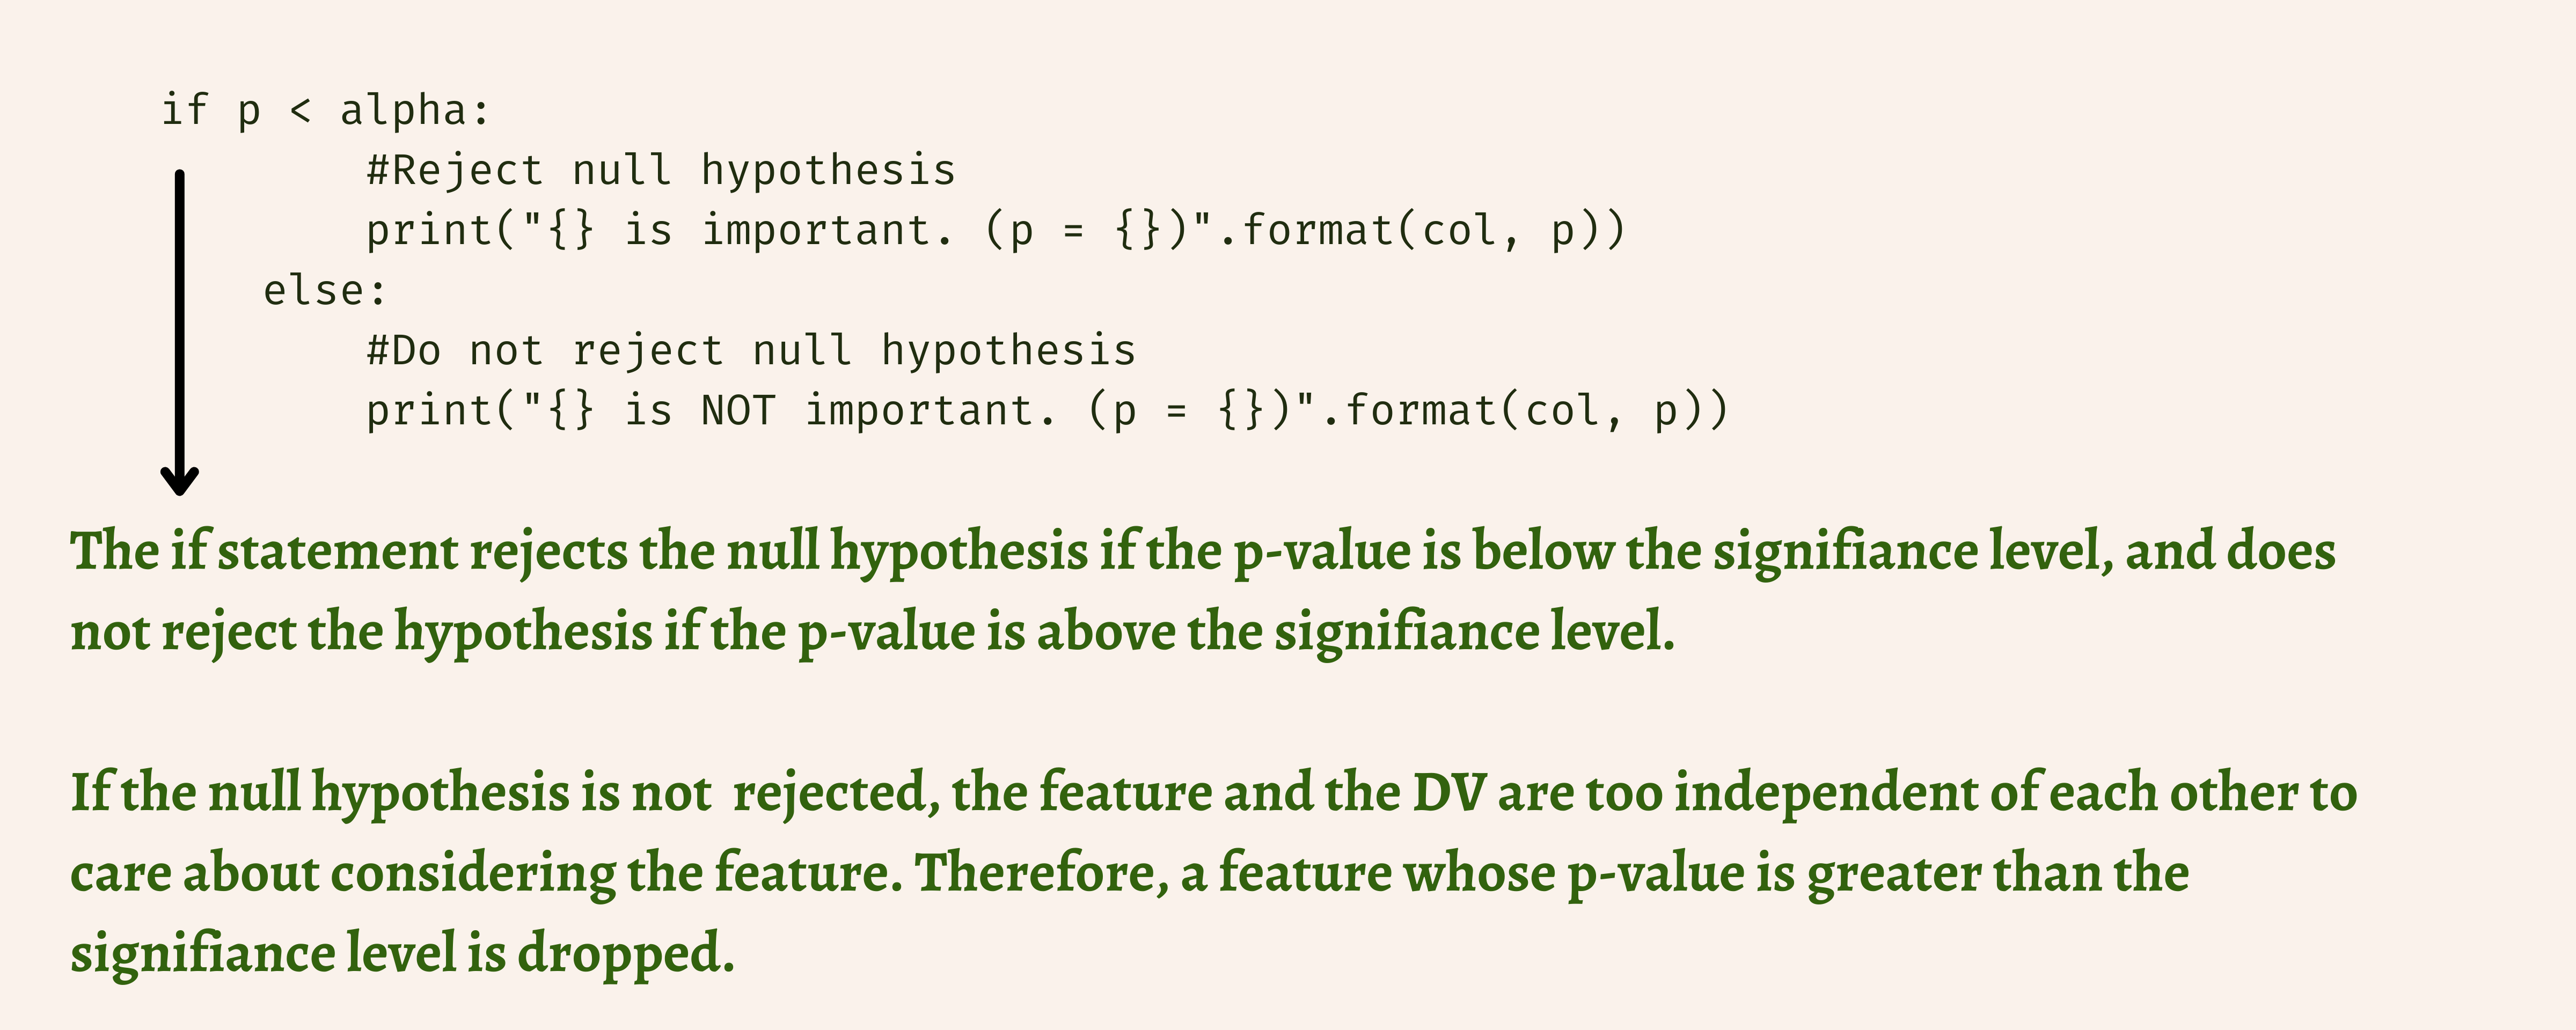 if p < alpha:
#Reject null hypothesis
print("{} is important. (p = {})".format(col, p))
else:
#Do not reject null hypothesis
print("{} is NOT important. (p = {})".format(col, p))
The if statement rejects the null hypothesis if the p-value is below the signifiance level, and does
not reject the hypothesis if the p-value is above the signifiance level.
If the null hypothesis is not  rejected, the feature and the DV are too independent of each other to
care about considering the feature. Therefore, a feature whose p-value is greater than the
signifiance level is dropped.